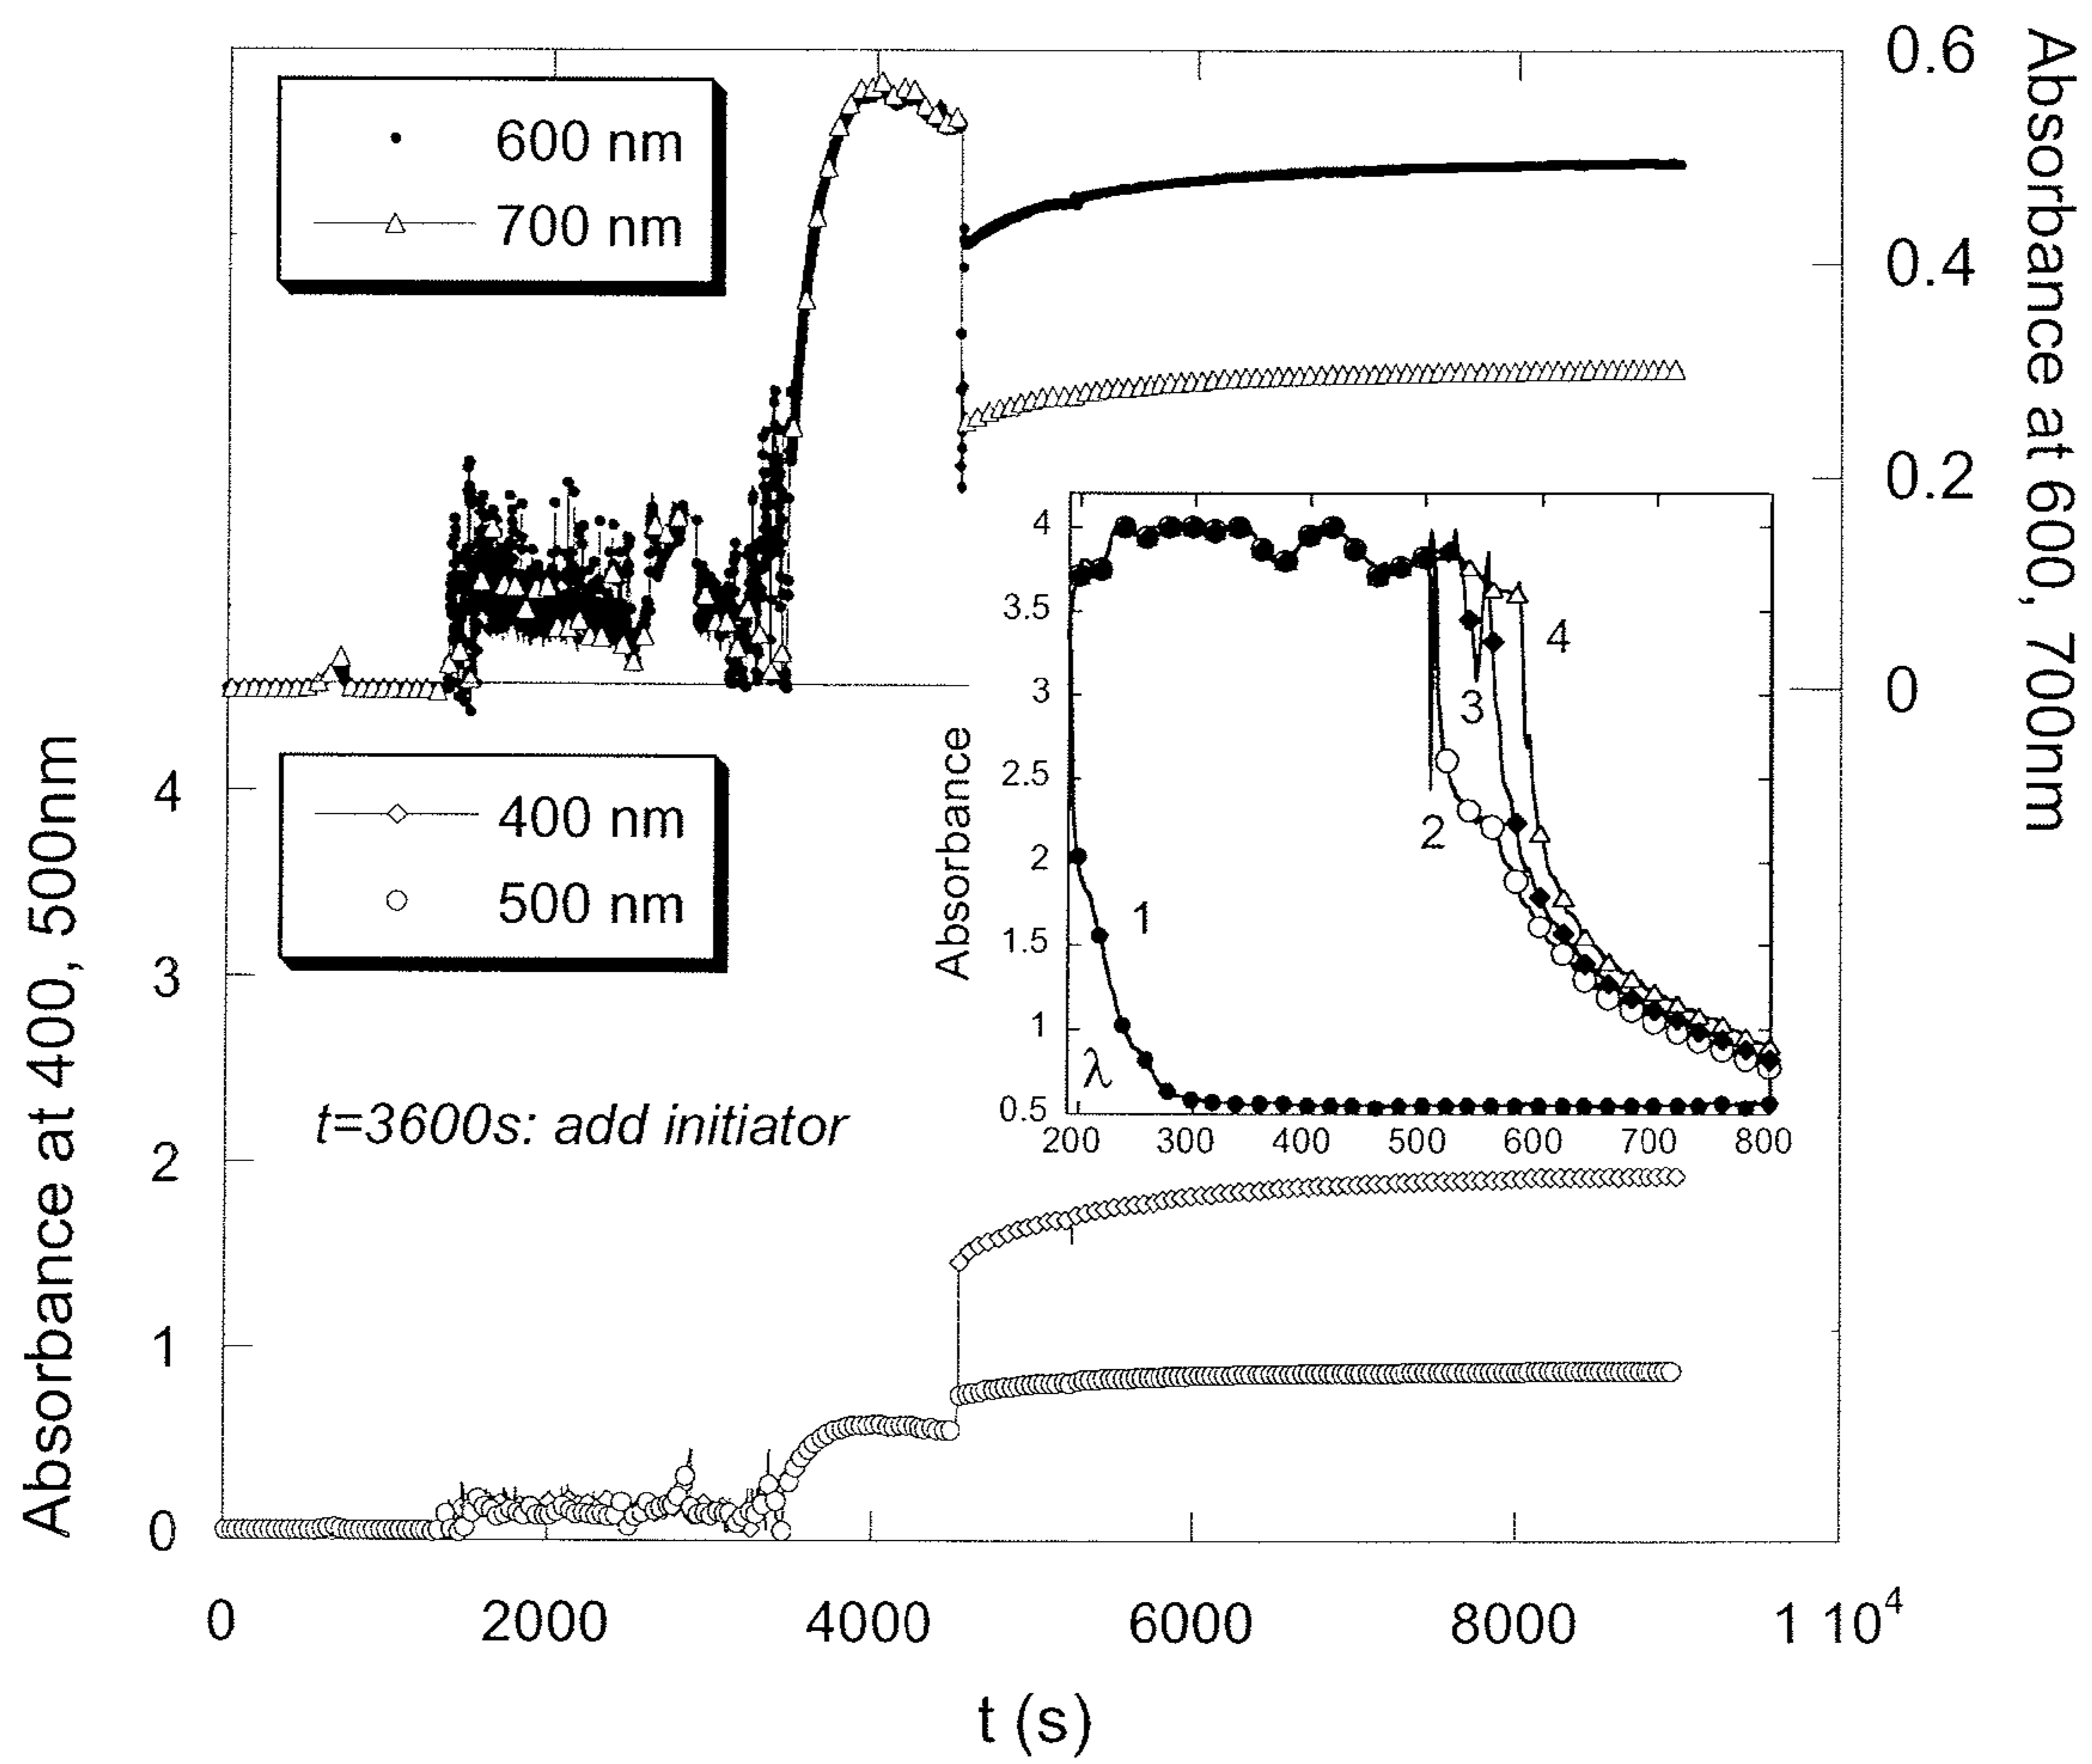 0.6
0.4
0.2
0
Absorbance at 600, 700nm
600 nm
700 nm
Absorbance at 400, 500nm
4
3
2
1
0
400 nm
500 nm
t=3600s: add initiator
Absorbance
4
3.5
3
2.5
2
1.5
1
0.5
1
2
3
4
λ
200 300 400 500 600 700 800
0 2000 4000 6000 8000 1 10⁴
t (s)